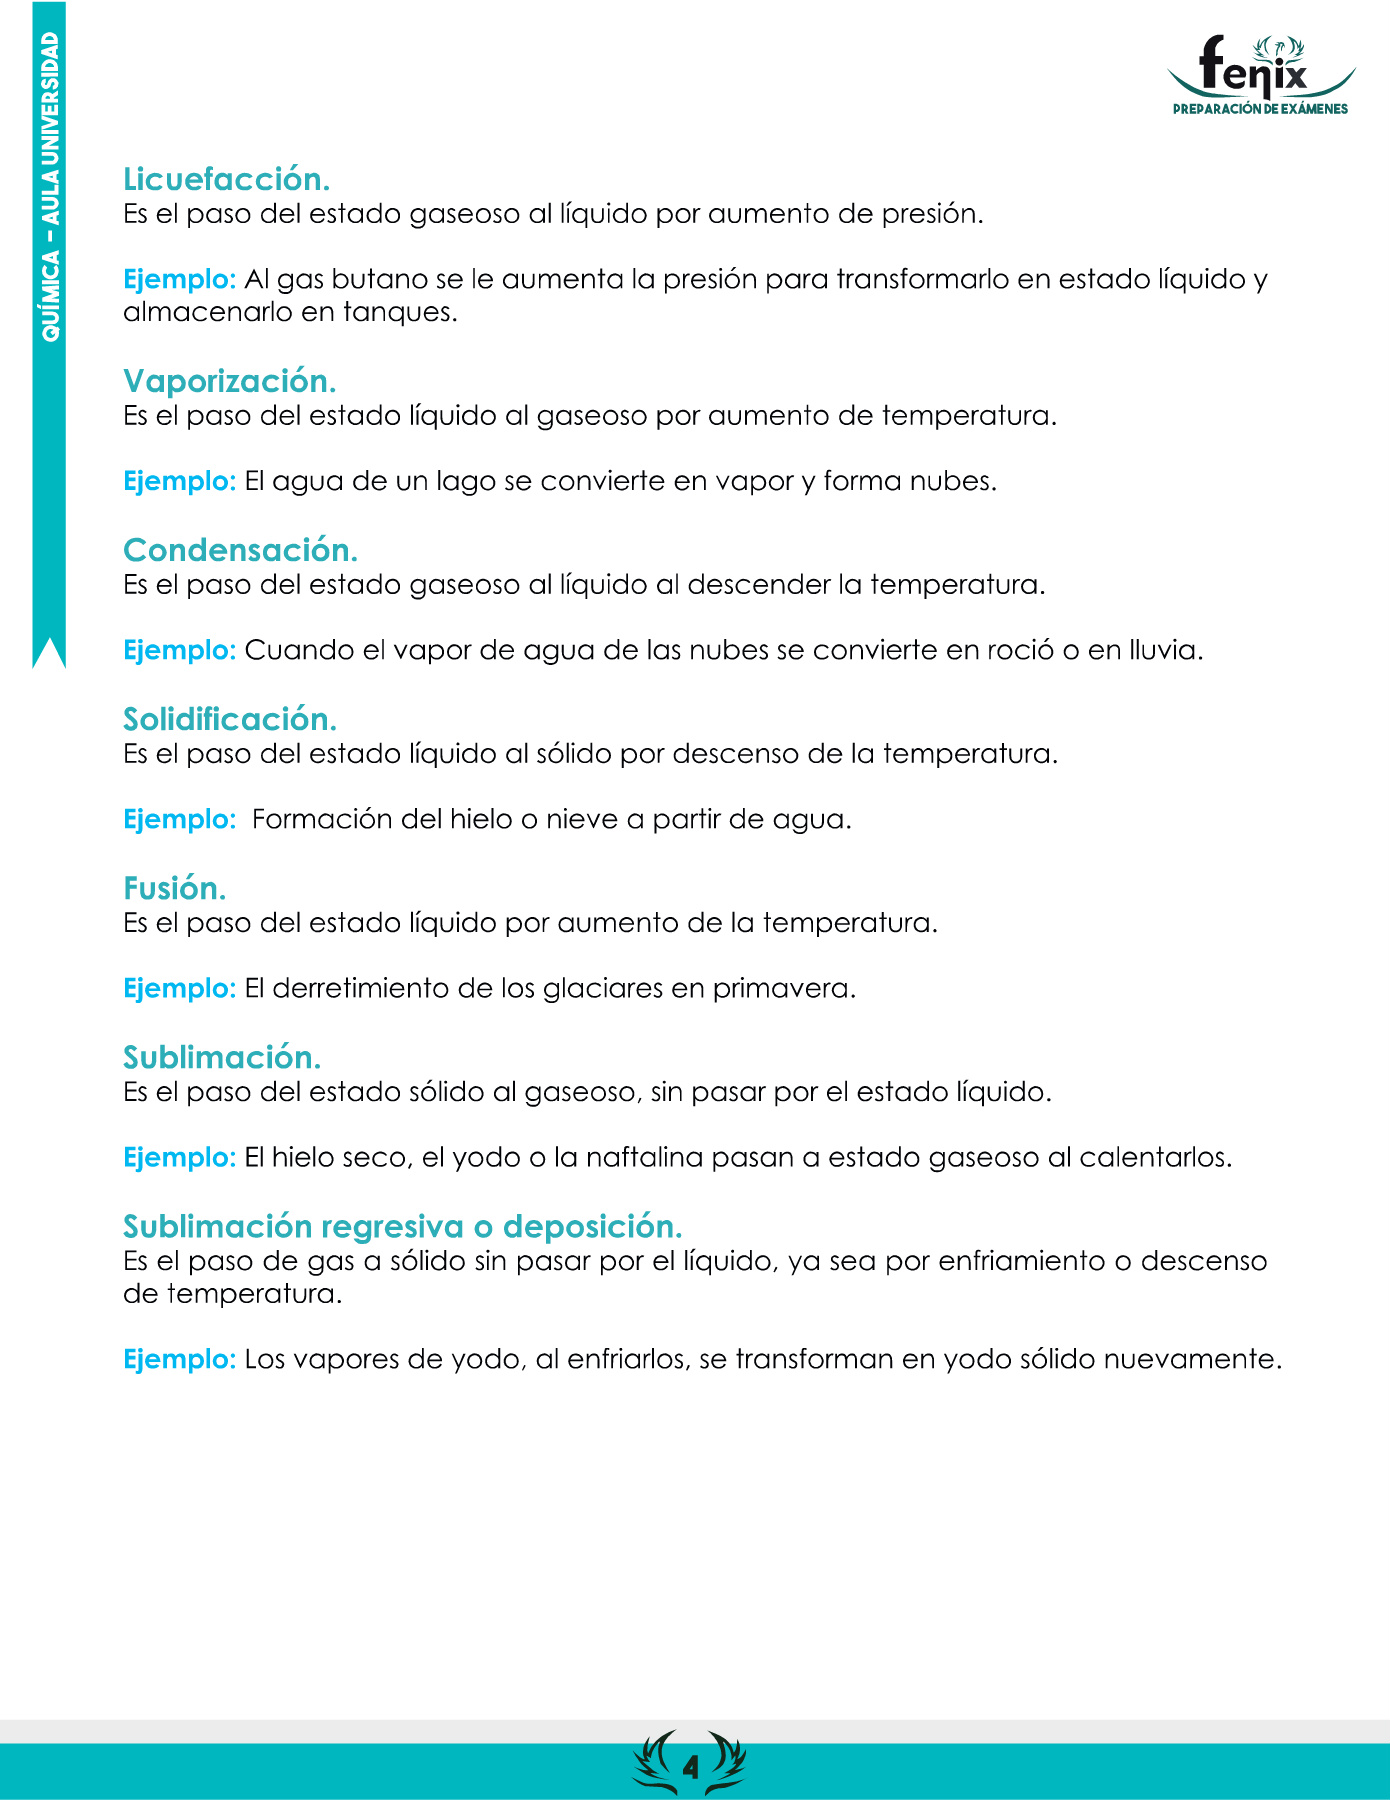 QUÍMICA - AULA UNIVERSIDAD
fenix
PREPARACIÓN DE EXÁMENES
Licuefacción.
Es el paso del estado gaseoso al líquido por aumento de presión.
Ejemplo: Al gas butano se le aumenta la presión para transformarlo en estado líquido y
almacenarlo en tanques.
Vaporización.
Es el paso del estado líquido al gaseoso por aumento de temperatura.
Ejemplo: El agua de un lago se convierte en vapor y forma nubes.
Condensación.
Es el paso del estado gaseoso al líquido al descender la temperatura.
Ejemplo: Cuando el vapor de agua de las nubes se convierte en roció o en lluvia.
Solidificación.
Es el paso del estado líquido al sólido por descenso de la temperatura.
Ejemplo: Formación del hielo o nieve a partir de agua.
Fusión.
Es el paso del estado líquido por aumento de la temperatura.
Ejemplo: El derretimiento de los glaciares en primavera.
Sublimación.
Es el paso del estado sólido al gaseoso, sin pasar por el estado líquido.
Ejemplo: El hielo seco, el yodo o la naftalina pasan a estado gaseoso al calentarlos.
Sublimación regresiva o deposición.
Es el paso de gas a sólido sin pasar por el líquido, ya sea por enfriamiento o descenso
de temperatura.
Ejemplo: Los vapores de yodo, al enfriarlos, se transforman en yodo sólido nuevamente.
4